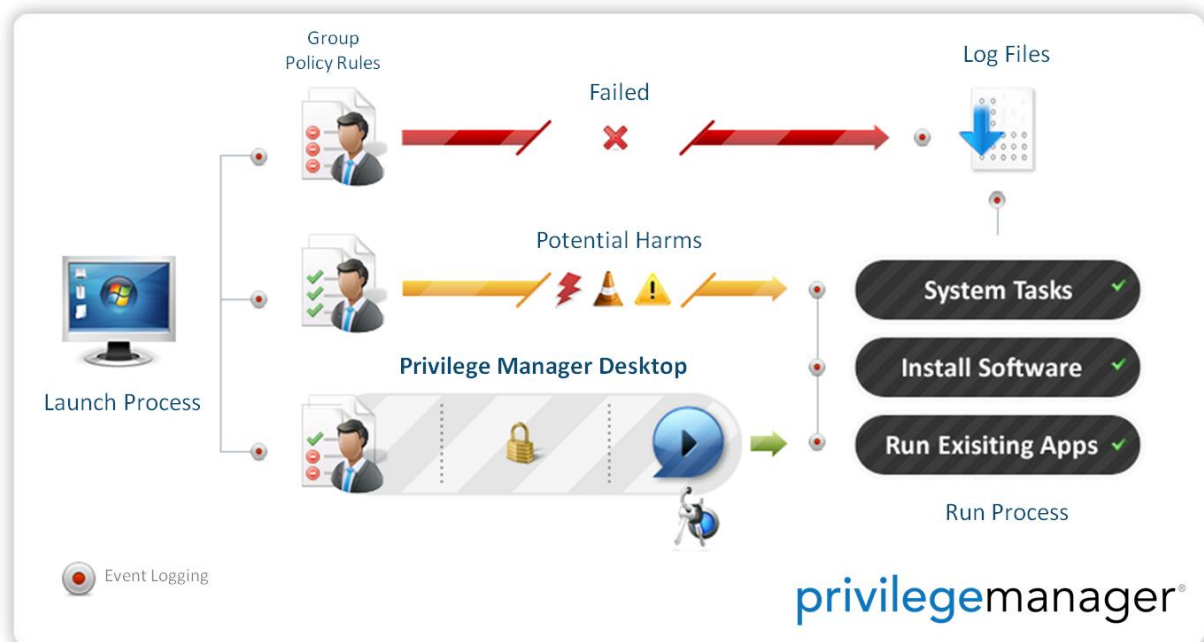 Group
Policy Rules
Failed
Log Files
Potential Harms
System Tasks
Privilege Manager Desktop
Install Software
Launch Process
Run Exisiting Apps
Run Process
Event Logging
privilegemanager®